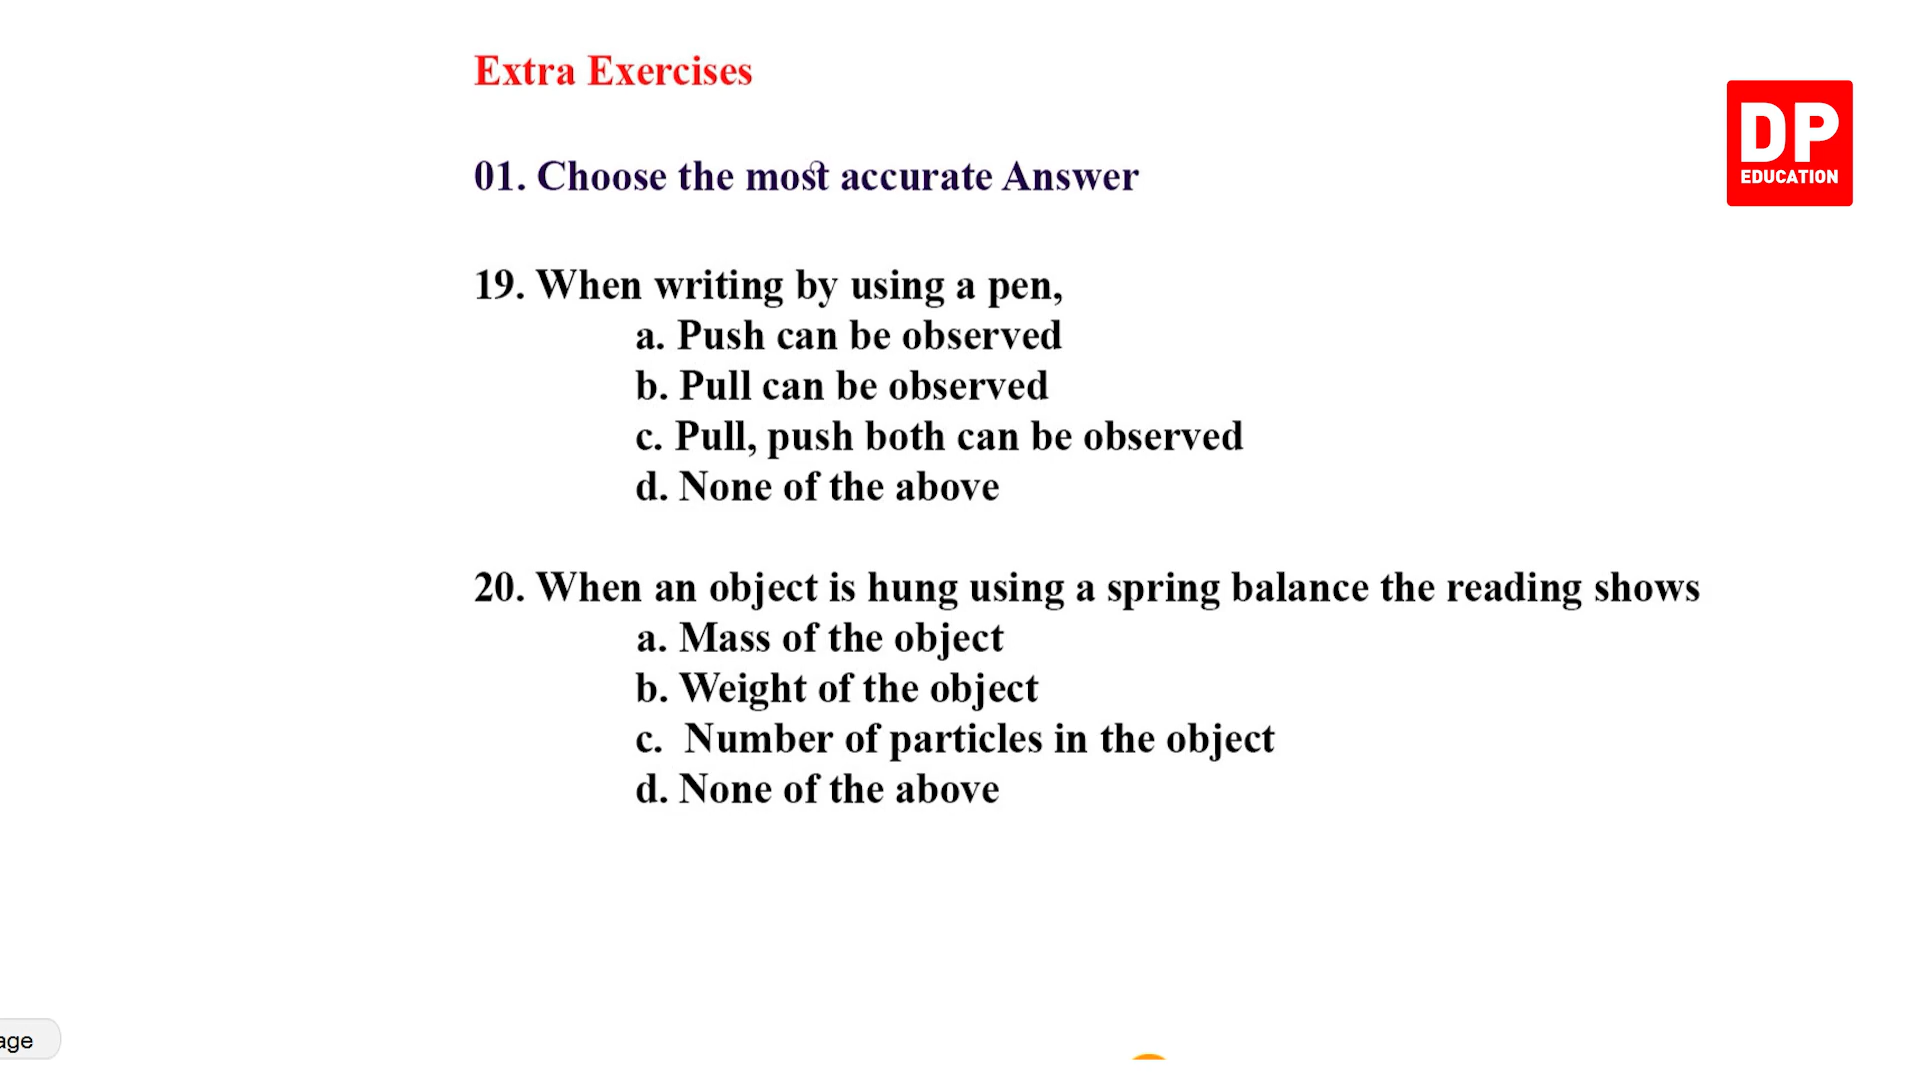 Extra Exercises
DP
EDUCATION
01. Choose the most accurate Answer
19. When writing by using a pen,
a. Push can be observed
b. Pull can be observed
c. Pull, push both can be observed
d. None of the above
20. When an object is hung using a spring balance the reading shows
a. Mass of the object
b. Weight of the object
c. Number of particles in the object
d. None of the above
age